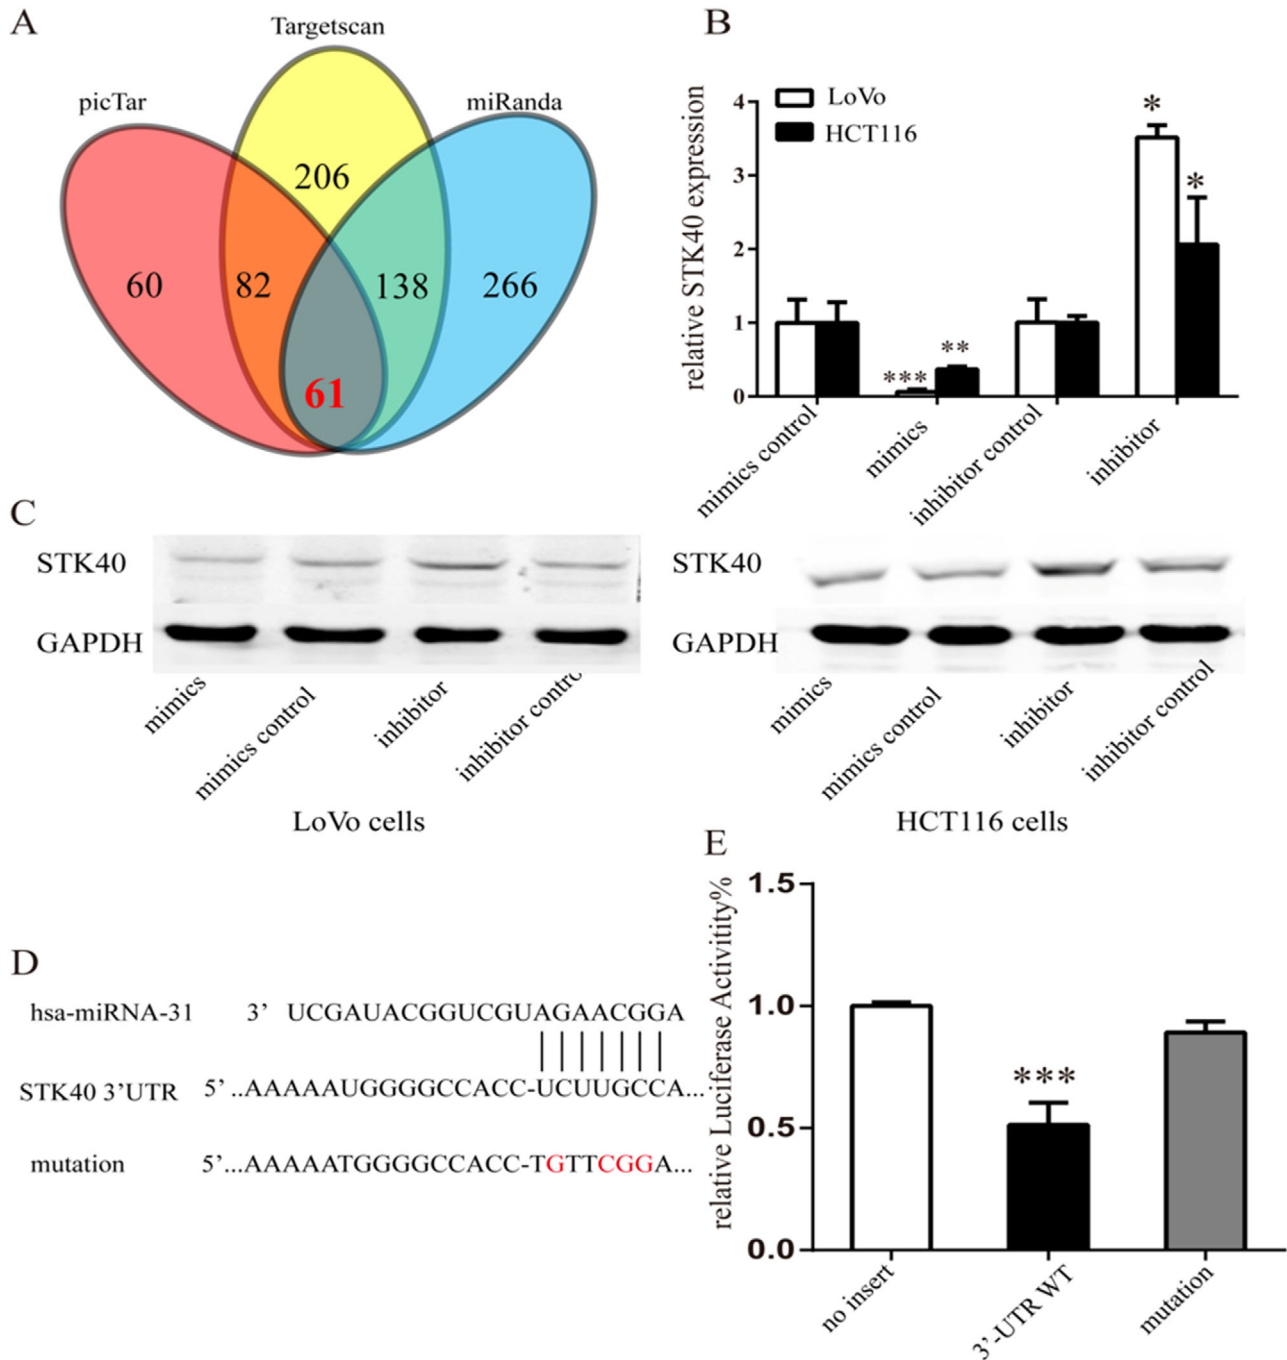 A
Targetscan
picTar
miRanda
206
60
82
138
266
61
B
LoVo
HCT116
relative STK40 expression
4
3
2
1
0
*
*
***
**
mimics control
mimics
inhibitor control
inhibitor
C
STK40
GAPDH
mimics
mimics control
inhibitor
inhibitor contro
LoVo cells
STK40
GAPDH
mimics
mimics control
inhibitor
inhibitor control
HCT116 cells
D
hsa-miRNA-31 3’ UCGAUACGGUCGUAGAACGGA
STK40 3’UTR 5’ ..AAAAAUGGGGCCACC-UCUUGCCA...
mutation 5’...AAAAATGGGGCCACC-TGTTCGGA...
E
relative Luciferase Activitity%
1.5
1.0
0.5
0.0
***
no insert
3’-UTR WT
mutation